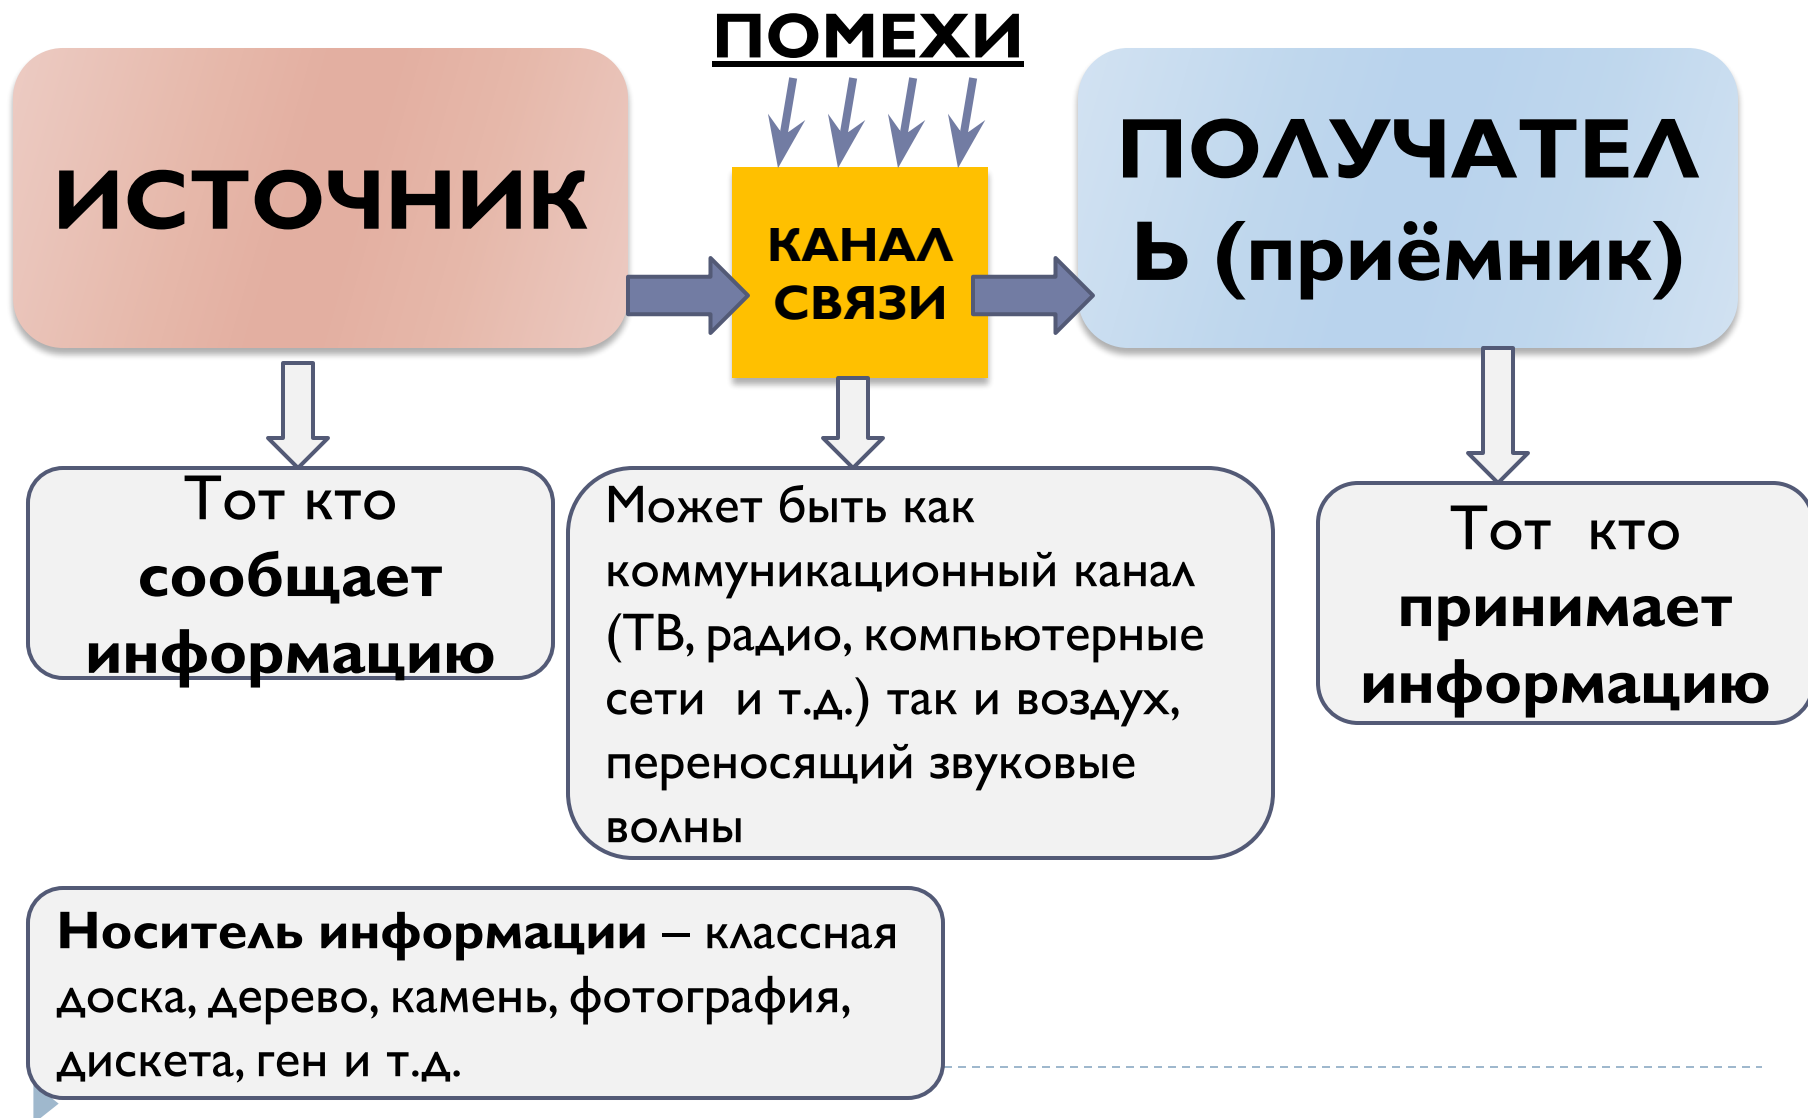 ПОМЕХИ
ИСТОЧНИК
КАНАЛ
СВЯЗИ
ПОЛУЧАТЕЛ
Ь (приёмник)
Тот кто
сообщает
информацию
Может быть как
коммуникационный канал
(ТВ, радио, компьютерные
сети и т.д.) так и воздух,
переносящий звуковые
волны
Тот кто
принимает
информацию
Носитель информации – классная
доска, дерево, камень, фотография,
дискета, ген и т.д.